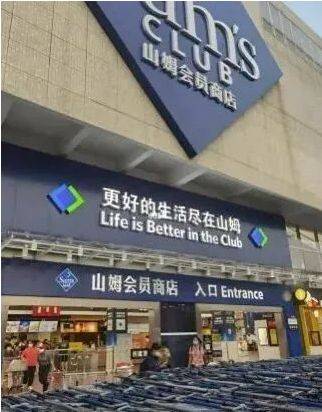 am's
CLUB
山姆会员商店
更好的生活尽在山姆
Life is Better in the Club
山姆会员商店 入口 Entrance